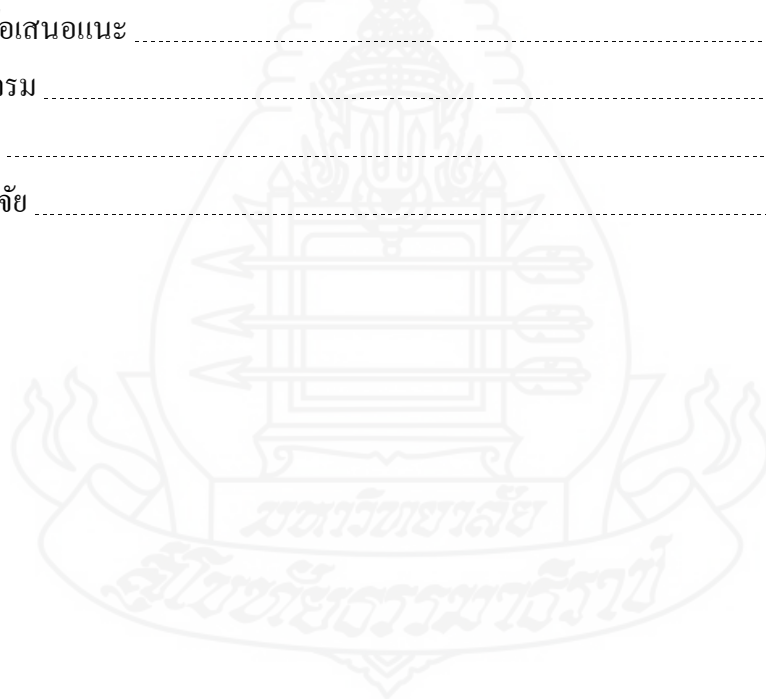 อเสนอแนะ
กรม
จัย
มหาวิทยาลัย
สุโขทัยธรรมาธิราช